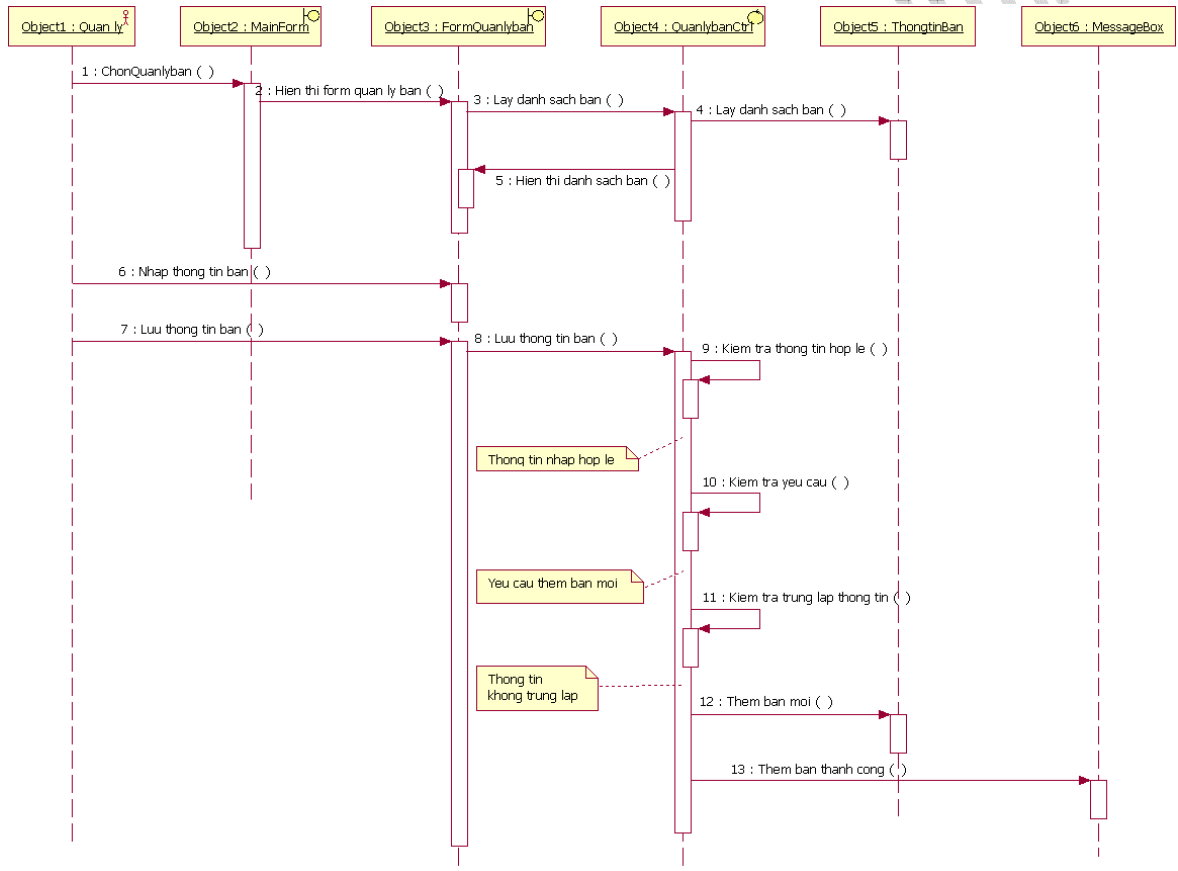 Object1 : Quan ly
Object2 : MainForm
Object3 : FormQuanlyban
Object4 : QuanlybanCtrl
Object5 : ThongtinBan
Object6 : MessageBox
1 : ChonQuanlyban ( )
2 : Hien thi form quan ly ban ( )
3 : Lay danh sach ban ( )
4 : Lay danh sach ban ( )
5 : Hien thi danh sach ban ( )
6 : Nhap thong tin ban ( )
7 : Luu thong tin ban ( )
8 : Luu thong tin ban ( )
9 : Kiem tra thong tin hop le ( )
Thong tin nhap hop le
10 : Kiem tra yeu cau ( )
Yeu cau them ban moi
11 : Kiem tra trung lap thong tin ( )
Thong tin
khong trung lap
12 : Them ban moi ( )
13 : Them ban thanh cong ( )